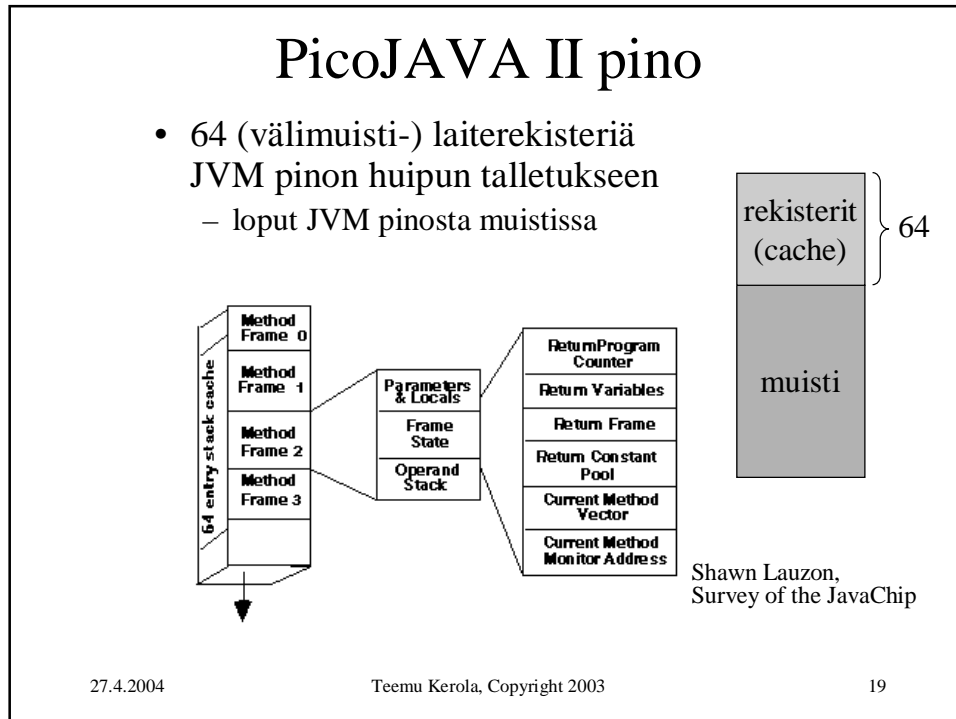 PicoJAVA II pino
• 64 (välimuisti-) laiterekisteriä
JVM pinon huipun talletukseen
– loput JVM pinosta muistissa
rekisterit
(cache)
64
muisti
64 entry stack cache
Method
Frame 0
Method
Frame 1
Method
Frame 2
Method
Frame 3
Parameters
& Locals
Frame
State
Operand
Stack
Return Program
Counter
Return Variables
Return Frame
Return Constant
Pool
Current Method
Vector
Current Method
Monitor Address
Shawn Lauzon,
Survey of the JavaChip
27.4.2004
Teemu Kerola, Copyright 2003
19